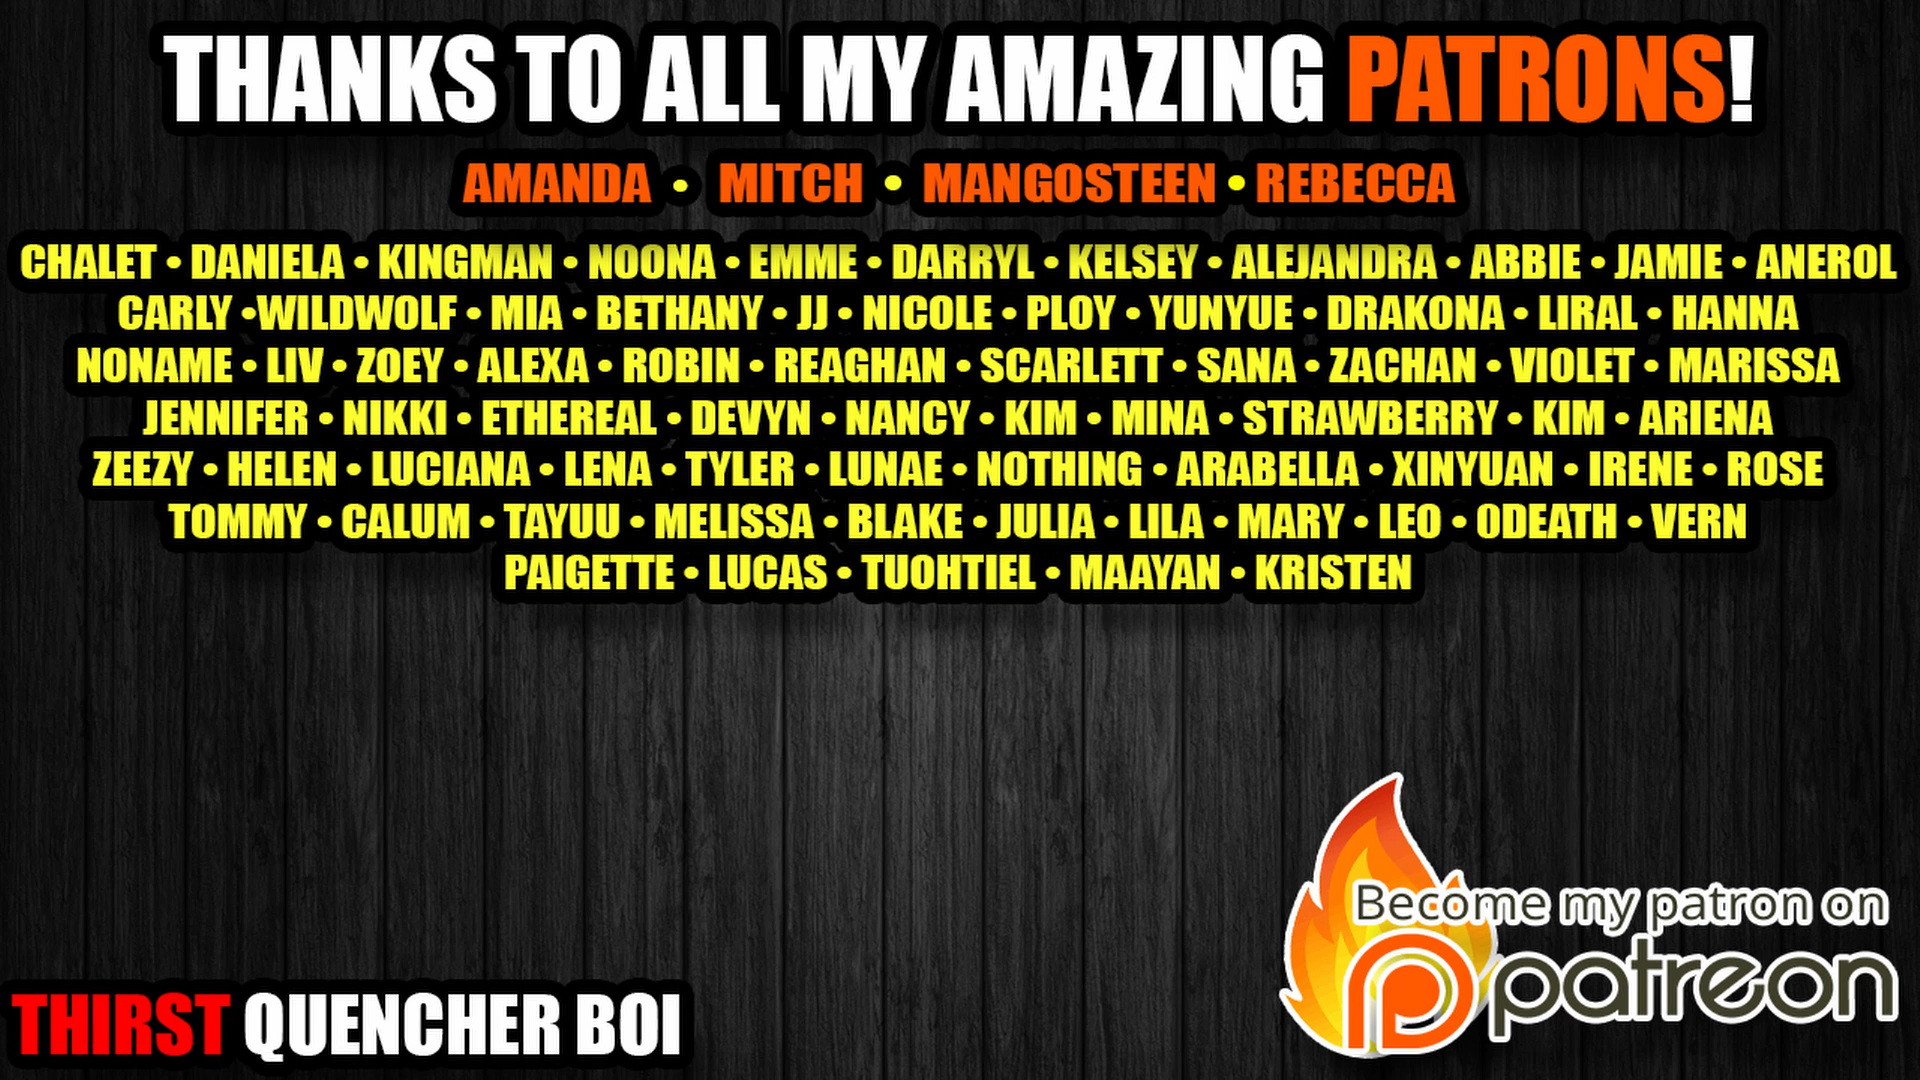 THANKS TO ALL MY AMAZING PATRONS!
AMANDA • MITCH • MANGOSTEEN • REBECCA
CHALET • DANIELA • KINGMAN • NOONA • EMME • DARRYL • KELSEY • ALEJANDRA • ABBIE • JAMIE • ANEROL
CARLY •WILDWOLF • MIA • BETHANY • JJ • NICOLE • PLOY • YUNYUE • DRAKONA • LIRAL • HANNA
NONAME • LIV • ZOEY • ALEXA • ROBIN • REAGHAN • SCARLETT • SANA • ZACHAN • VIOLET • MARISSA
JENNIFER • NIKKI • ETHEREAL • DEVYN • NANCY • KIM • MINA • STRAWBERRY • KIM • ARIENA
ZEEZY • HELEN • LUCIANA • LENA • TYLER • LUNAE • NOTHING • ARABELLA • XINYUAN • IRENE • ROSE
TOMMY • CALUM • TAYUU • MELISSA • BLAKE • JULIA • LILA • MARY • LEO • 0DEATH • VERN
PAIGETTE • LUCAS • TUOHTIEL • MAAYAN • KRISTEN
Become my patron on
patreon
THIRST QUENCHER BOI